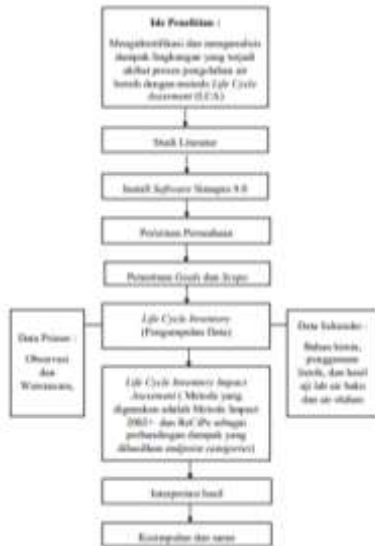 Ide Penelitian :
Mengidentifikasi dan menganalisis
dampak lingkungan yang terjadi
akibat proses pengolahan air
bersih dengan metode Life Cycle
Assessment (LCA)
Studi Literatur
Install Software Simapro 9.0
Perizinan Perusahaan
Penentuan Goals dan Scope
Data Primer :
Observasi
dan
Wawancara,
Life Cycle Inventory
(Pengumpulan Data)
Data Sekunder :
Bahan kimia,
penggunaan
listrik, dan hasil
uji lab air baku
dan air olahan
Life Cycle Inventory Impact
Assesment ( Metode yang
digunakan adalah Metode Impact
2002+ dan ReCiPe sebagai
perbandingan dampak yang
dihasilkan endpoint categories)
Interpretasi hasil
Kesimpulan dan saran